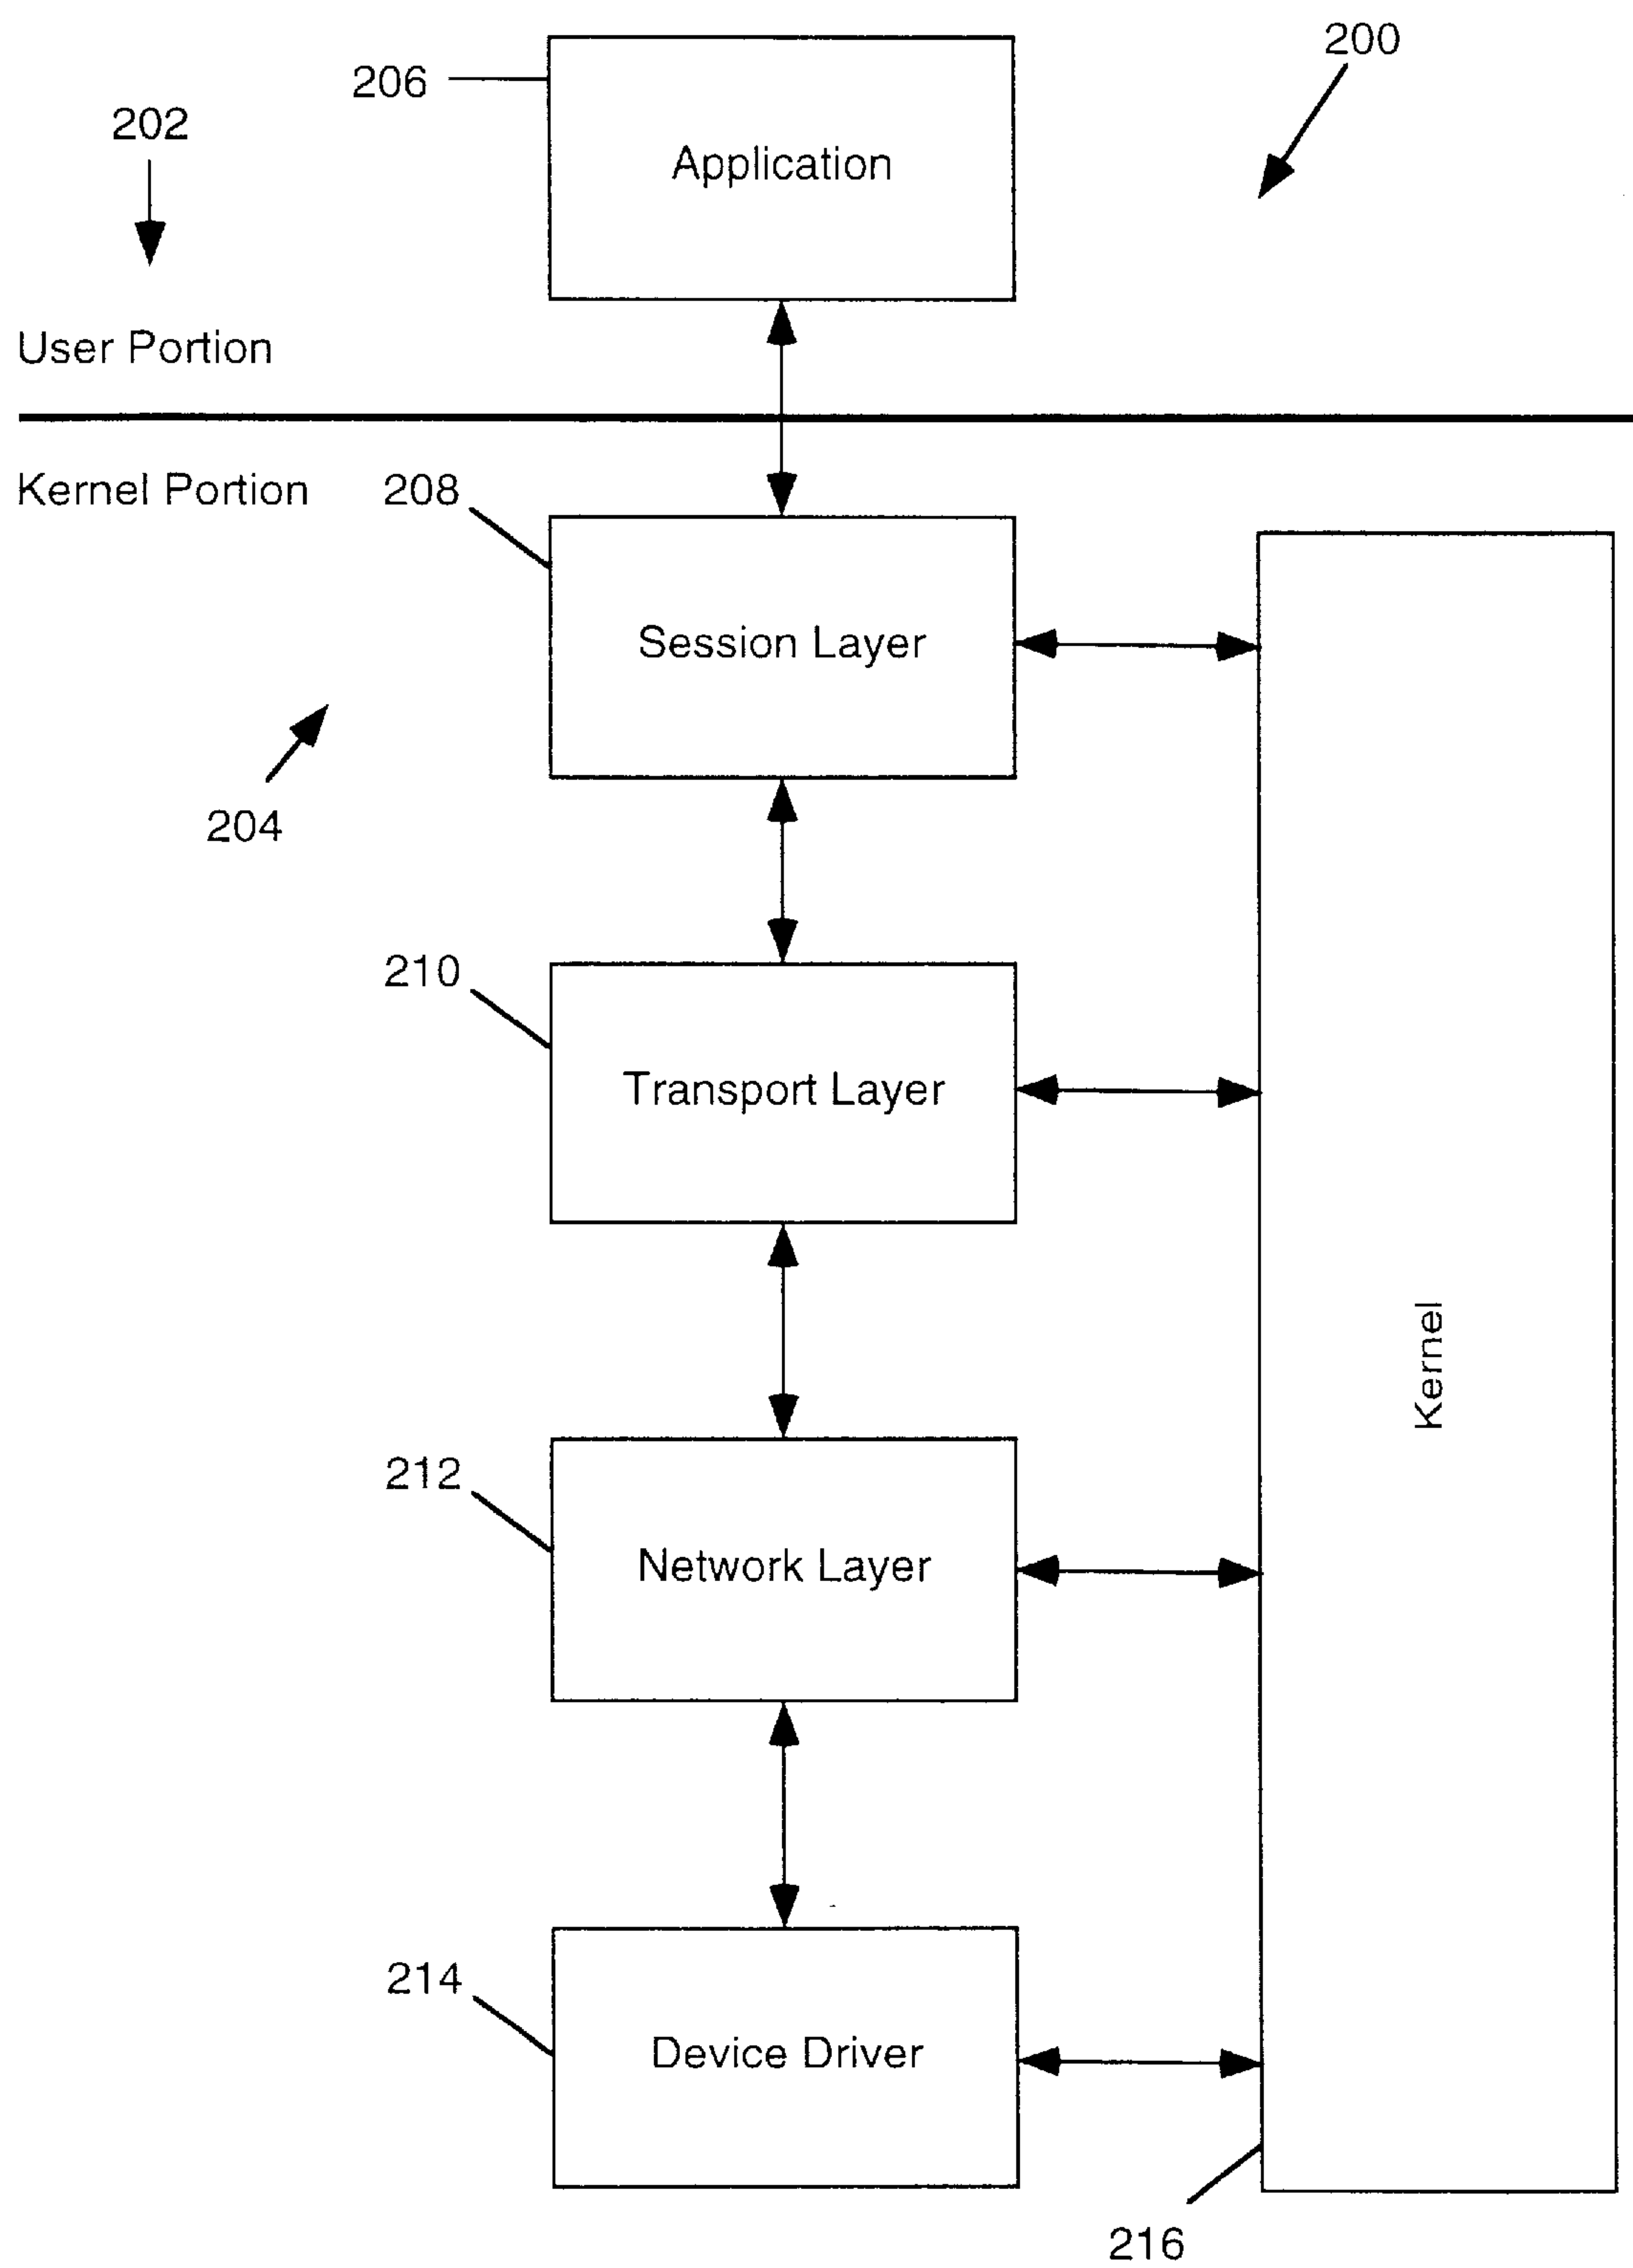 200
206
202
Application
User Portion
Kernel Portion
208
Session Layer
204
210
Transport Layer
Kernel
212
Network Layer
214
Device Driver
216